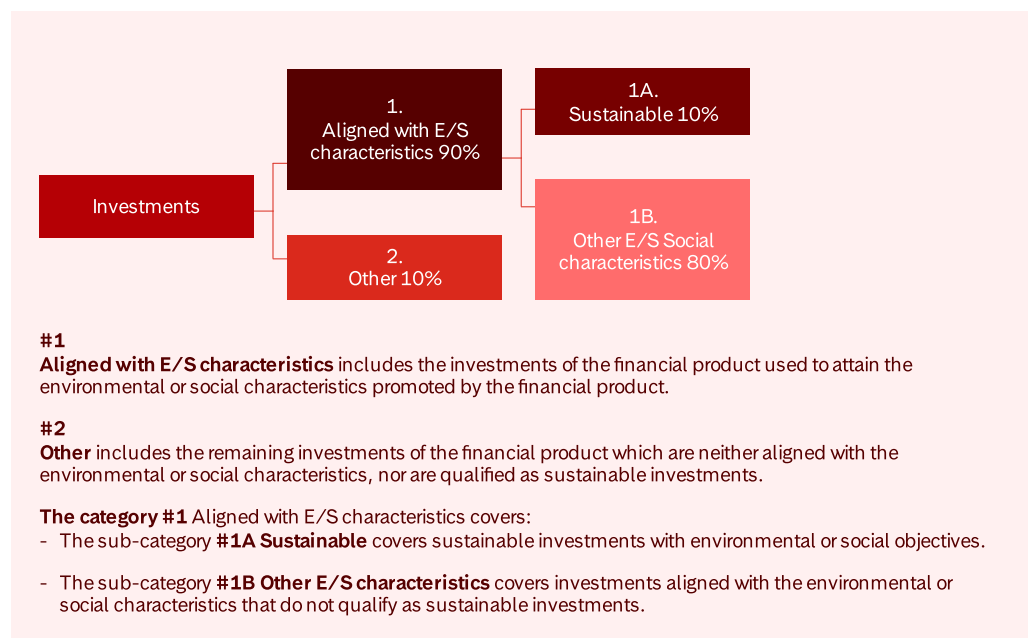 1.
Aligned with E/S
characteristics 90%
1A.
Sustainable 10%
Investments
1B.
Other E/S Social
characteristics 80%
2.
Other 10%
#1
Aligned with E/S characteristics includes the investments of the financial product used to attain the
environmental or social characteristics promoted by the financial product.
#2
Other includes the remaining investments of the financial product which are neither aligned with the
environmental or social characteristics, nor are qualified as sustainable investments.
The category #1 Aligned with E/S characteristics covers:
- The sub-category #1A Sustainable covers sustainable investments with environmental or social objectives.
- The sub-category #1B Other E/S characteristics covers investments aligned with the environmental or
social characteristics that do not qualify as sustainable investments.